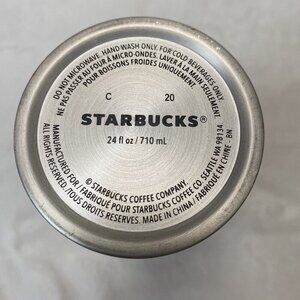 DO NOT MICROWAVE. HAND WASH ONLY. FOR COLD BEVERAGES ONLY.
NE PAS PASSER AU FOUR À MICRO-ONDES. LAVER À LA MAIN SEULEMENT.
POUR BOISSONS FROIDES UNIQUEMENT.
C 20
STARBUCKS®
24 fl oz / 710 mL
© STARBUCKS COFFEE COMPANY.
MANUFACTURED FOR / FABRIQUÉ POUR STARBUCKS COFFEE CO. SEATTLE WA 98134.
ALL RIGHTS RESERVED. / TOUS DROITS RÉSERVÉS. MADE IN CHINA / FABRIQUÉ EN CHINE - BN